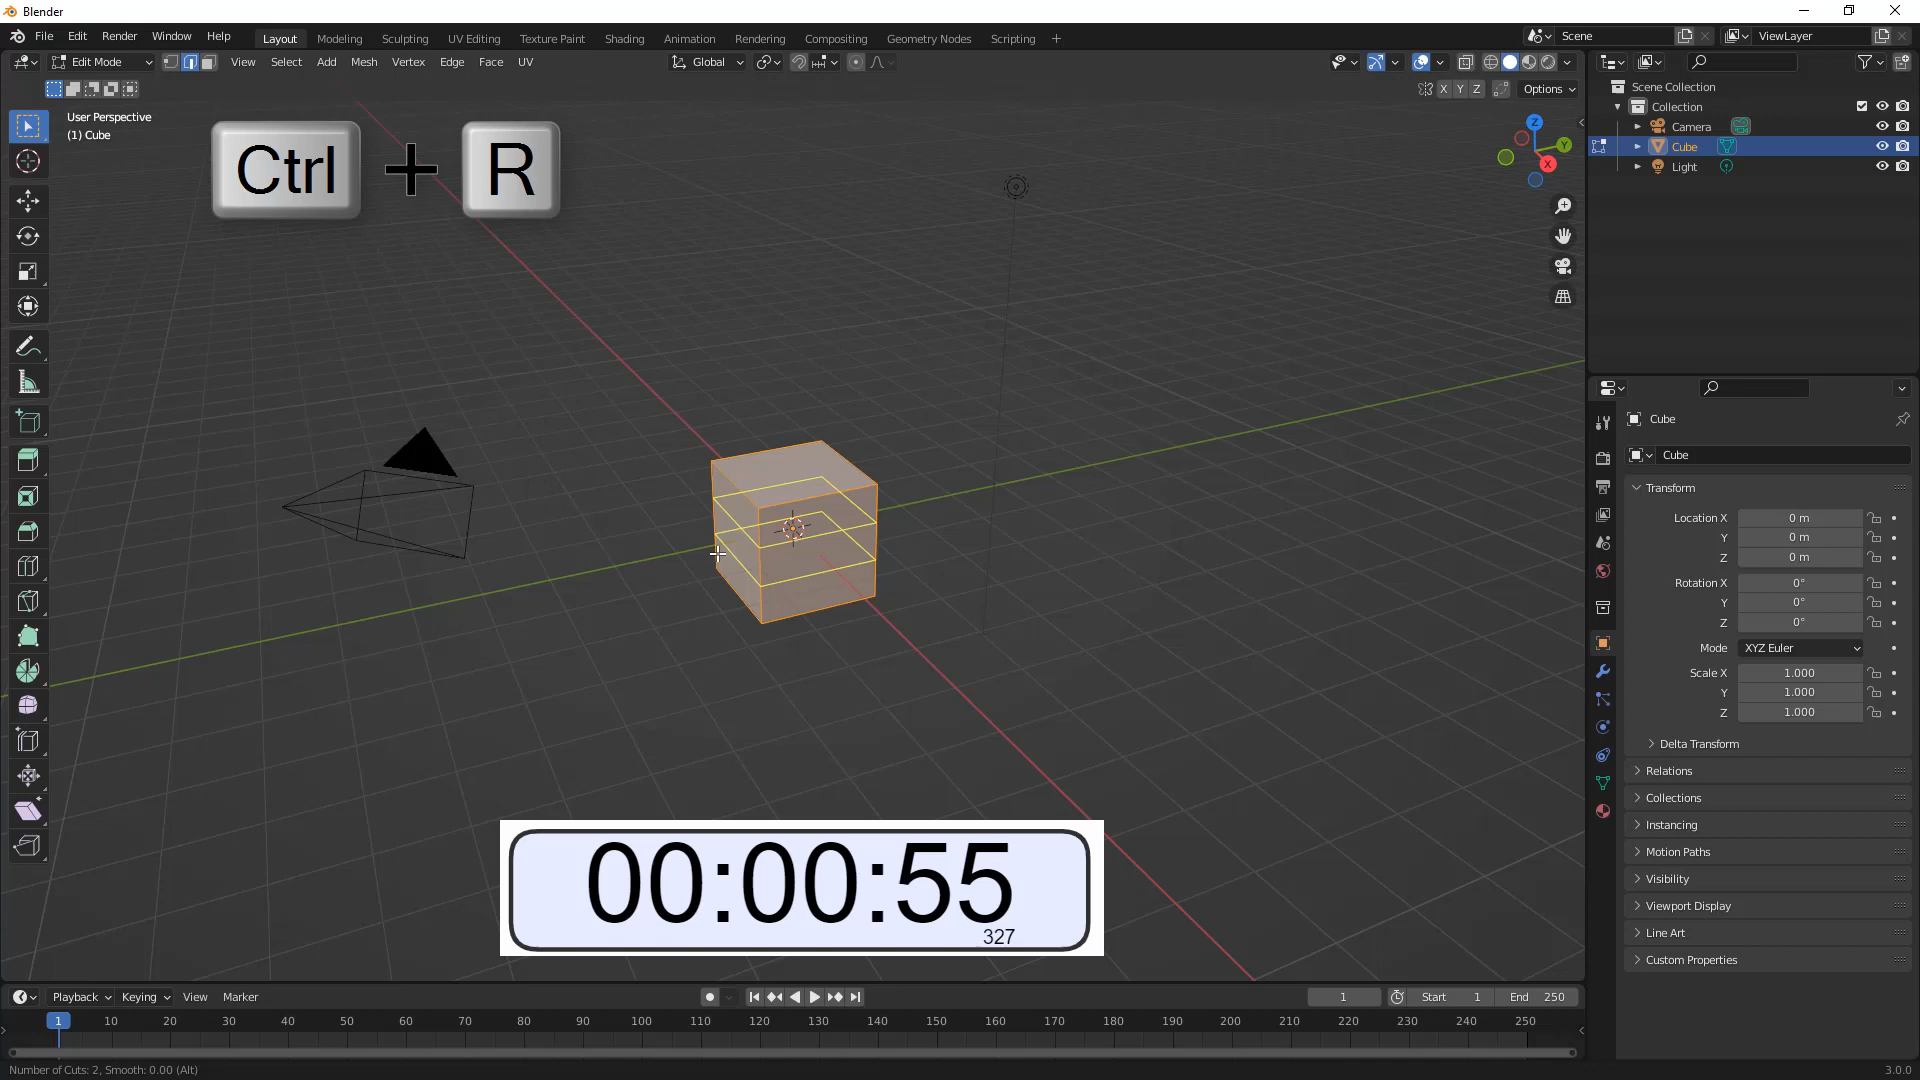 Blender
File Edit Render Window Help Layout Modeling Sculpting UV Editing Texture Paint Shading Animation Rendering Compositing Geometry Nodes Scripting + Scene ViewLayer
Edit Mode View Select Add Mesh Vertex Edge Face UV Global
X Y Z Options
User Perspective
(1) Cube
Ctrl + R
Z
Y
X
Scene Collection
Collection
Camera
Cube
Light
Cube
Cube
Transform
Location X 0 m
Y 0 m
Z 0 m
Rotation X 0°
Y 0°
Z 0°
Mode XYZ Euler
Scale X 1.000
Y 1.000
Z 1.000
Delta Transform
Relations
Collections
Instancing
Motion Paths
Visibility
Viewport Display
Line Art
Custom Properties
00:00:55
327
Playback Keying View Marker 1 Start 1 End 250
1 10 20 30 40 50 60 70 80 90 100 110 120 130 140 150 160 170 180 190 200 210 220 230 240 250
Number of Cuts: 2, Smooth: 0.00 (Alt) 3.0.0